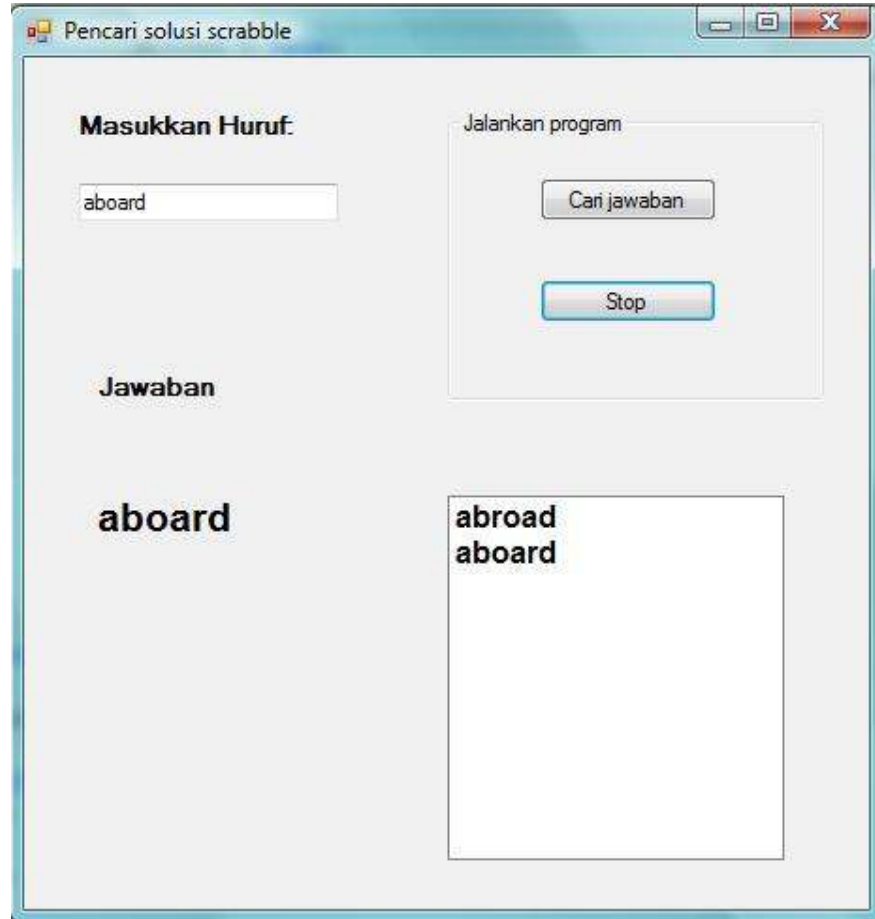 Pencari solusi scrabble
Masukkan Huruf:
aboard
Jalankan program
Cari jawaban
Stop
Jawaban
aboard
abroad
aboard